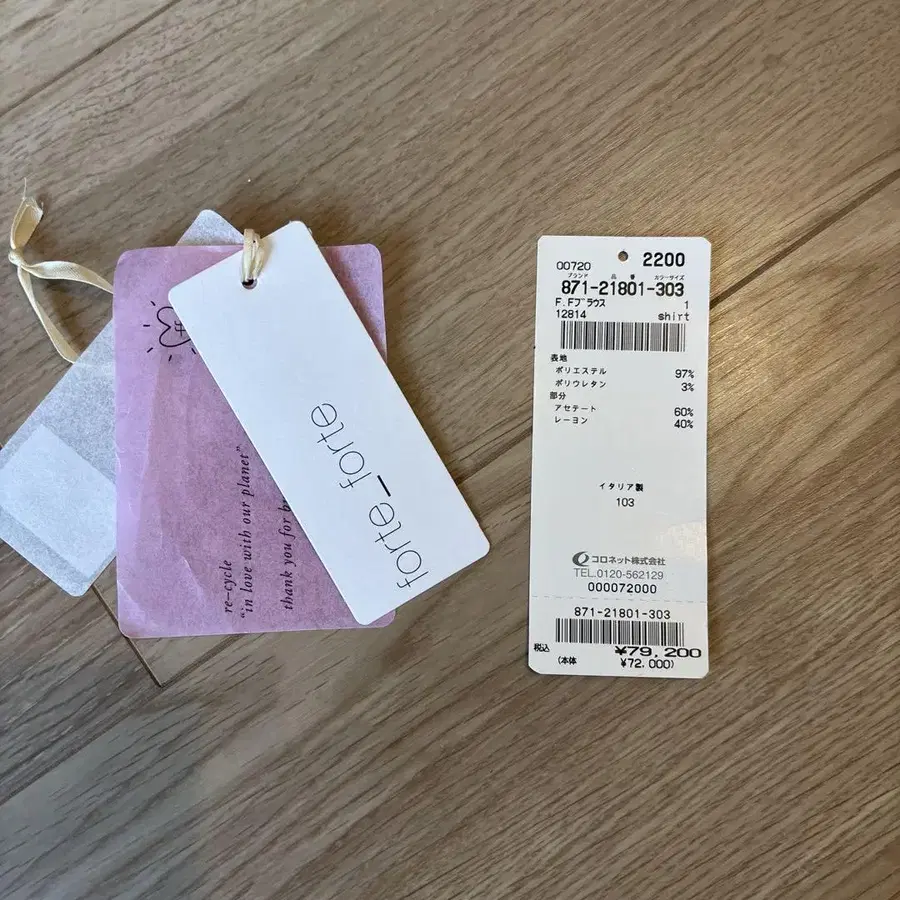 re-cycle
"in love with our planet"
thank you for
forte_forte
2200
00720
ブランド 品番 カラーサイズ
871-21801-303
F.Fブラウス 1
12814 shirt
表地
ポリエステル 97%
ポリウレタン 3%
部分
アセテート 60%
レーヨン 40%
イタリア製
103
コロネット株式会社
TEL.0120-562129
000072000
871-21801-303
税込 ¥79,200
(本体 ¥72,000)